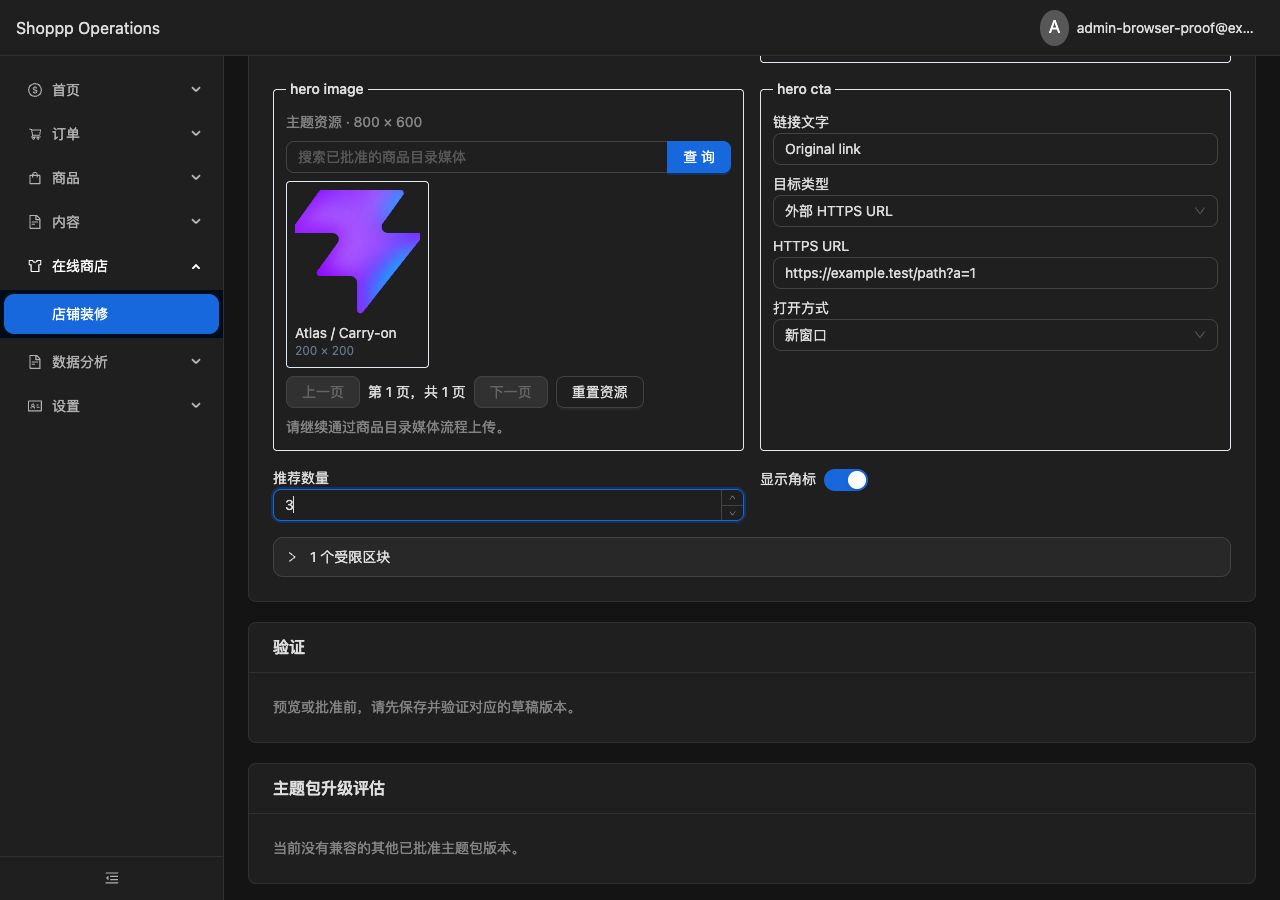 Shoppp Operations
A
admin-browser-proof@ex...
首页
订单
商品
内容
在线商店
店铺装修
数据分析
设置
hero image
主题资源 · 800 × 600
搜索已批准的商品目录媒体
查 询
Atlas / Carry-on
200 × 200
上一页
第 1 页，共 1 页
下一页
重置资源
请继续通过商品目录媒体流程上传。
hero cta
链接文字
Original link
目标类型
外部 HTTPS URL
HTTPS URL
https://example.test/path?a=1
打开方式
新窗口
推荐数量
3
显示角标
1 个受限区块
验证
预览或批准前，请先保存并验证对应的草稿版本。
主题包升级评估
当前没有兼容的其他已批准主题包版本。